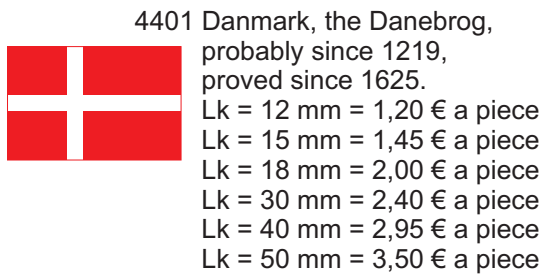 4401 Danmark, the Danebrog,
probably since 1219,
proved since 1625.
Lk = 12 mm = 1,20 € a piece
Lk = 15 mm = 1,45 € a piece
Lk = 18 mm = 2,00 € a piece
Lk = 30 mm = 2,40 € a piece
Lk = 40 mm = 2,95 € a piece
Lk = 50 mm = 3,50 € a piece